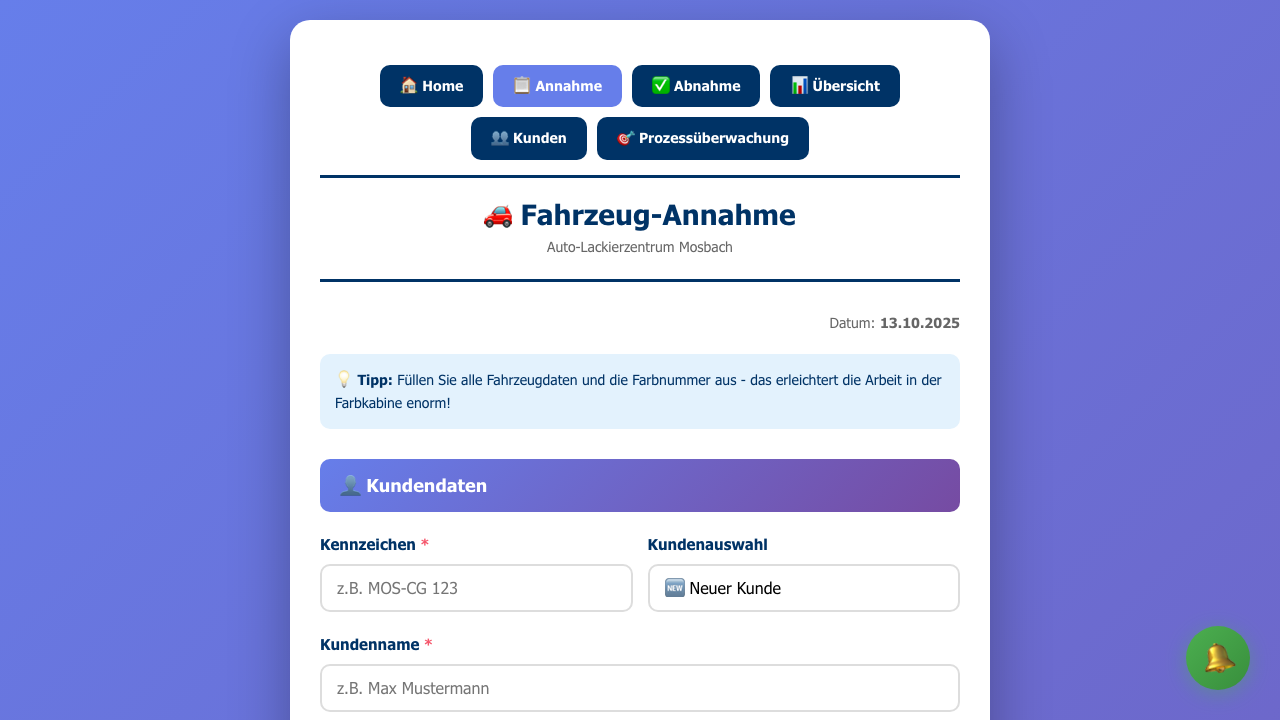 🏠 Home
📋 Annahme
✅ Abnahme
📊 Übersicht
👥 Kunden
🎯 Prozessüberwachung
🚗 Fahrzeug-Annahme
Auto-Lackierzentrum Mosbach
Datum: 13.10.2025
💡 Tipp: Füllen Sie alle Fahrzeugdaten und die Farbnummer aus - das erleichtert die Arbeit in der
Farbkabine enorm!
👤 Kundendaten
Kennzeichen *
Kundenauswahl
z.B. MOS-CG 123
🆕 Neuer Kunde
Kundenname *
z.B. Max Mustermann